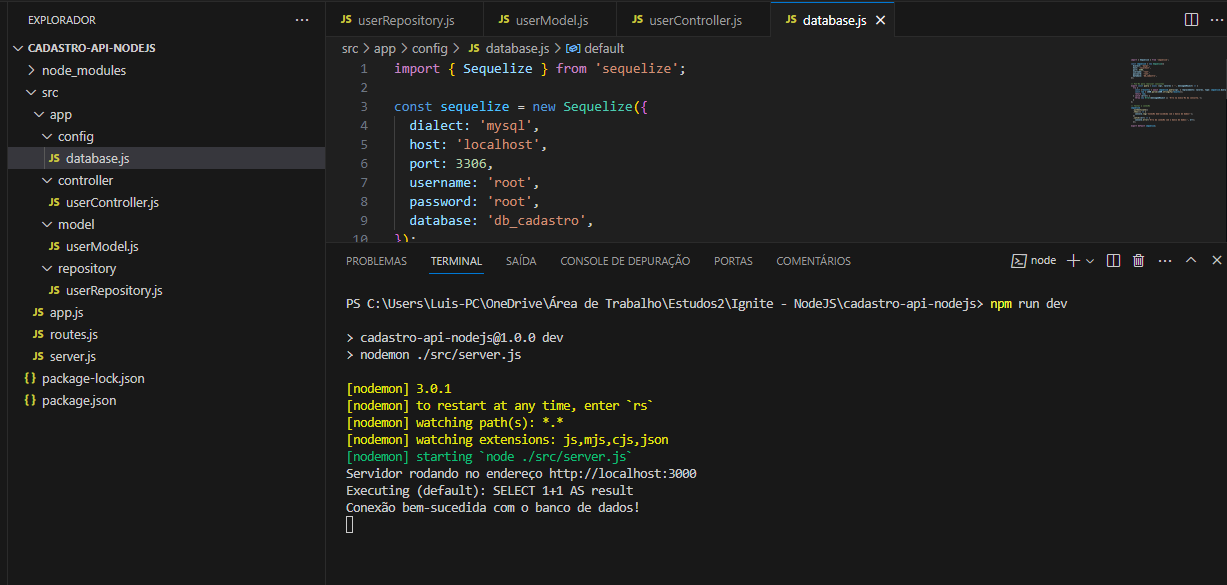 EXPLORADOR
CADASTRO-API-NODEJS
node_modules
src
app
config
JS database.js
controller
JS userController.js
model
JS userModel.js
repository
JS userRepository.js
JS app.js
JS routes.js
JS server.js
{} package-lock.json
{} package.json
JS userRepository.js JS userModel.js JS userController.js JS database.js
src > app > config > JS database.js > default
1 import { Sequelize } from 'sequelize';
2
3 const sequelize = new Sequelize({
4 dialect: 'mysql',
5 host: 'localhost',
6 port: 3306,
7 username: 'root',
8 password: 'root',
9 database: 'db_cadastro',
10 });
PROBLEMAS TERMINAL SAÍDA CONSOLE DE DEPURAÇÃO PORTAS COMENTÁRIOS node
PS C:\Users\Luis-PC\OneDrive\Área de Trabalho\Estudos2\Ignite - NodeJS\cadastro-api-nodejs> npm run dev
> cadastro-api-nodejs@1.0.0 dev
> nodemon ./src/server.js
[nodemon] 3.0.1
[nodemon] to restart at any time, enter `rs`
[nodemon] watching path(s): *.*
[nodemon] watching extensions: js,mjs,cjs,json
[nodemon] starting `node ./src/server.js`
Servidor rodando no endereço http://localhost:3000
Executing (default): SELECT 1+1 AS result
Conexão bem-sucedida com o banco de dados!